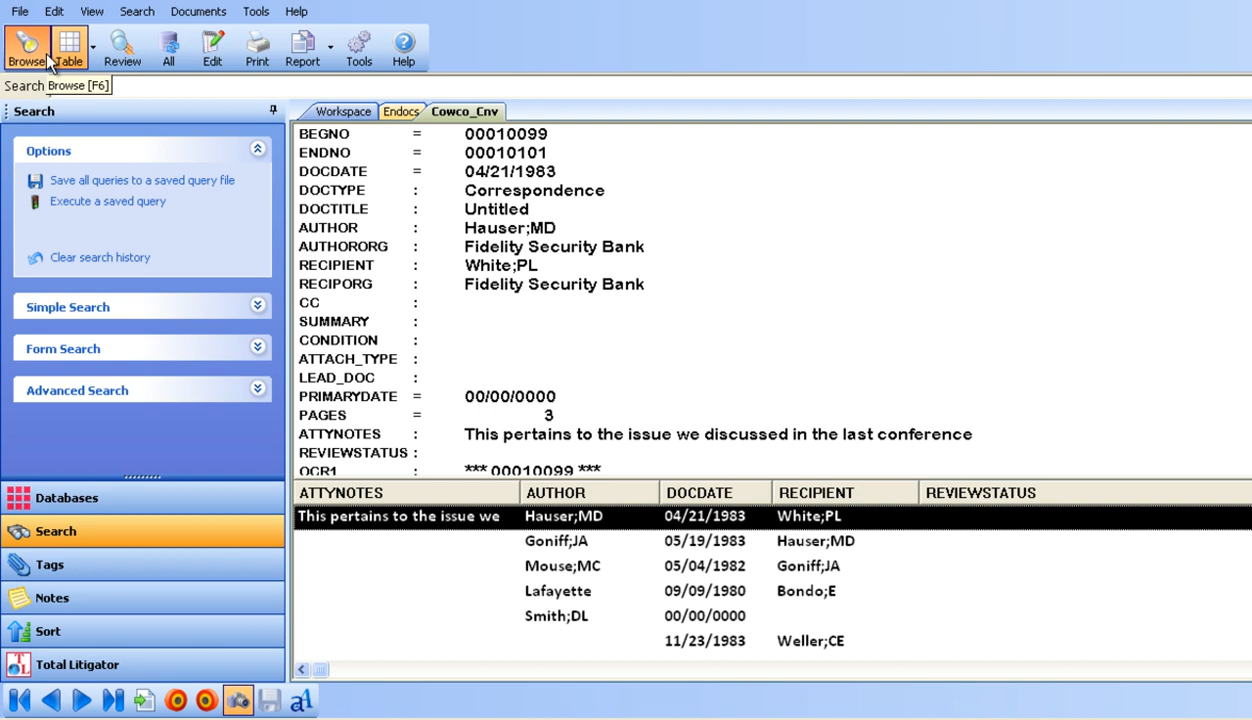 File Edit View Search Documents Tools Help
Browse Table Review All Edit Print Report Tools Help
Search Browse [F6]
Search
Workspace Endocs Cowco_Cnv
Options
Save all queries to a saved query file
Execute a saved query
Clear search history
Simple Search
Form Search
Advanced Search
Databases
Search
Tags
Notes
Sort
Total Litigator
BEGNO = 00010099
ENDNO = 00010101
DOCDATE = 04/21/1983
DOCTYPE : Correspondence
DOCTITLE : Untitled
AUTHOR : Hauser;MD
AUTHORORG : Fidelity Security Bank
RECIPIENT : White;PL
RECIPORG : Fidelity Security Bank
CC :
SUMMARY :
CONDITION :
ATTACH_TYPE :
LEAD_DOC :
PRIMARYDATE = 00/00/0000
PAGES = 3
ATTYNOTES : This pertains to the issue we discussed in the last conference
REVIEWSTATUS :
OCR1 : *** 00010099 ***
ATTYNOTES AUTHOR DOCDATE RECIPIENT REVIEWSTATUS
This pertains to the issue we Hauser;MD 04/21/1983 White;PL
Goniff;JA 05/19/1983 Hauser;MD
Mouse;MC 05/04/1982 Goniff;JA
Lafayette 09/09/1980 Bondo;E
Smith;DL 00/00/0000
11/23/1983 Weller;CE